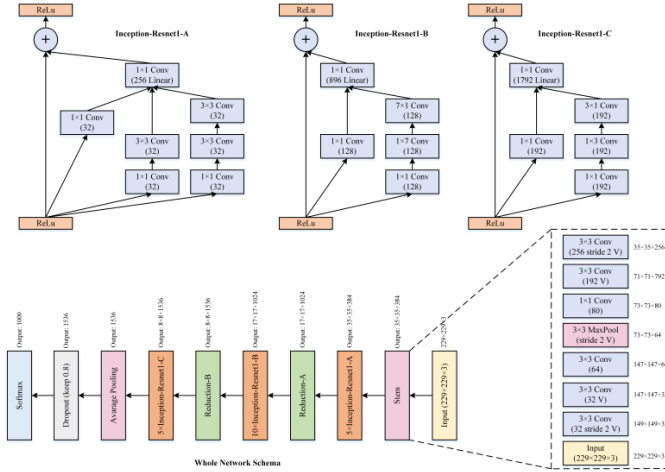 ReLu
Inception-Resnet1-A
1×1 Conv
(256 Linear)
3×3 Conv
(32)
1×1 Conv
(32)
3×3 Conv
(32)
3×3 Conv
(32)
1×1 Conv
(32)
1×1 Conv
(32)
ReLu
ReLu
Inception-Resnet1-B
1×1 Conv
(896 Linear)
7×1 Conv
(128)
1×1 Conv
(128)
1×7 Conv
(128)
1×1 Conv
(128)
ReLu
ReLu
Inception-Resnet1-C
1×1 Conv
(1792 Linear)
3×1 Conv
(192)
1×1 Conv
(192)
1×3 Conv
(192)
1×1 Conv
(192)
ReLu
3×3 Conv
(256 stride 2 V)
35×35×256
3×3 Conv
(192 V)
71×71×792
1×1 Conv
(80)
73×73×80
3×3 MaxPool
(stride 2 V)
73×73×64
3×3 Conv
(64)
147×147×6
3×3 Conv
(32 V)
147×147×3
3×3 Conv
(32 stride 2 V)
149×149×3
Input
(229×229×3)
229×229×3
Output: 1000
Output: 1536
Output: 1536
Output: 8×8×1536
Output: 8×8×1536
Output: 17×17×1024
Output: 17×17×1024
Output: 35×35×384
Output: 35×35×384
229×229×3
Softmax
Dropout (keep 0.8)
Avarage Pooling
5×Inception-Resnet1-C
Reduction-B
10×Inception-Resnet1-B
Reduction-A
5×Inception-Resnet1-A
Stem
Input (229×229×3)
Whole Network Schema